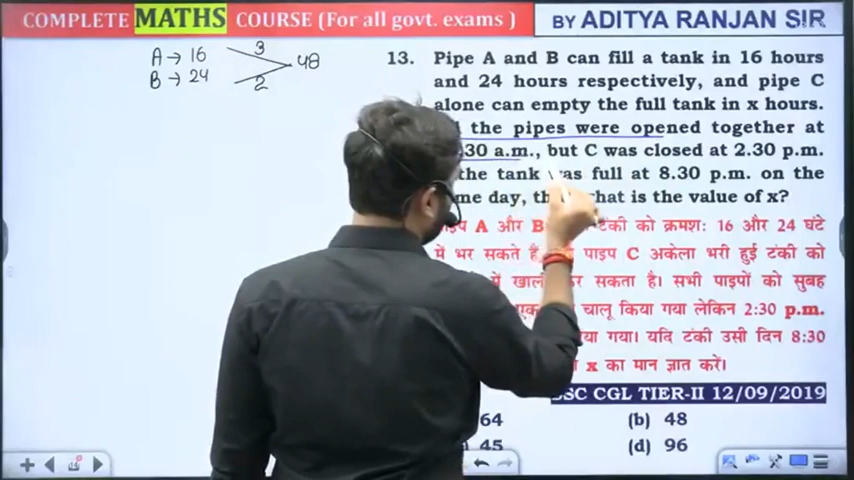 COMPLETE MATHS COURSE (For all govt. exams)
BY ADITYA RANJAN SIR
A → 16
B → 24
3
2
48
13. Pipe A and B can fill a tank in 16 hours
and 24 hours respectively, and pipe C
alone can empty the full tank in x hours.
the pipes were opened together at
30 a.m., but C was closed at 2.30 p.m.
the tank was full at 8.30 p.m. on the
day, what is the value of x?
A और B टंकी को क्रमश: 16 और 24 घंटे
में भर सकते पाइप C अकेला भरी हुई टंकी को
में सकता है। सभी पाइपों को सुबह
चालू किया गया लेकिन 2:30 p.m.
गया। यदि टंकी उसी दिन 8:30
x का मान ज्ञात करें।
SSC CGL TIER-II 12/09/2019
64
(b) 48
45
(d) 96